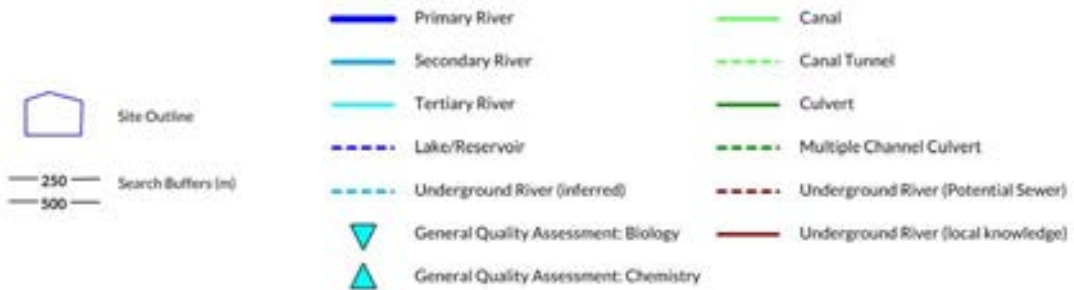 Site Outline
250
500
Search Buffers (m)
Primary River
Secondary River
Tertiary River
Lake/Reservoir
Underground River (inferred)
General Quality Assessment: Biology
General Quality Assessment: Chemistry
Canal
Canal Tunnel
Culvert
Multiple Channel Culvert
Underground River (Potential Sewer)
Underground River (local knowledge)